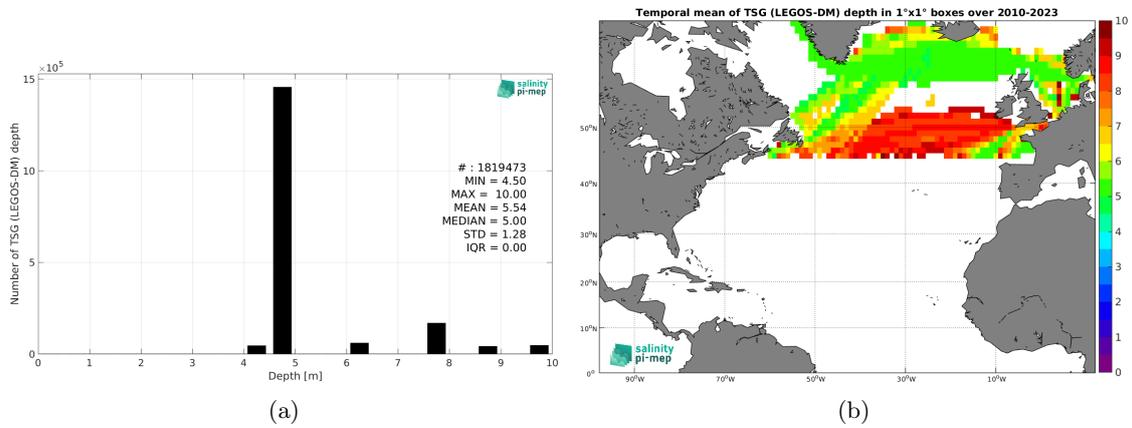 ×10⁵
15
10
5
0
Number of TSG (LEGOS-DM) depth
0 1 2 3 4 5 6 7 8 9 10
Depth [m]
salinity
pi-mep
# : 1819473
MIN = 4.50
MAX = 10.00
MEAN = 5.54
MEDIAN = 5.00
STD = 1.28
IQR = 0.00
(a)
Temporal mean of TSG (LEGOS-DM) depth in 1°x1° boxes over 2010-2023
50°N
40°N
30°N
20°N
10°N
0°
90°W 70°W 50°W 30°W 10°W
salinity
pi-mep
10
9
8
7
6
5
4
3
2
1
0
(b)